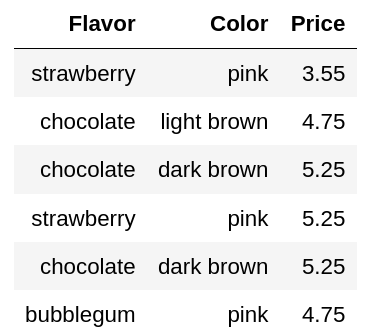 Flavor Color Price
strawberry pink 3.55
chocolate light brown 4.75
chocolate dark brown 5.25
strawberry pink 5.25
chocolate dark brown 5.25
bubblegum pink 4.75